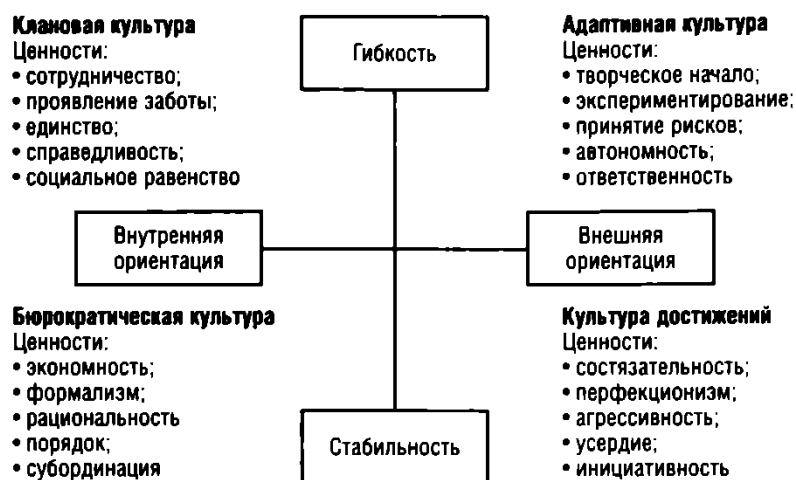 Клановая культура
Ценности:
• сотрудничество;
• проявление заботы;
• единство;
• справедливость;
• социальное равенство
Гибкость
Адаптивная культура
Ценности:
• творческое начало;
• экспериментирование;
• принятие рисков;
• автономность;
• ответственность
Внутренняя
ориентация
Внешняя
ориентация
Бюрократическая культура
Ценности:
• экономность;
• формализм;
• рациональность
• порядок;
• субординация
Стабильность
Культура достижений
Ценности:
• состязательность;
• перфекционизм;
• агрессивность;
• усердие;
• инициативность